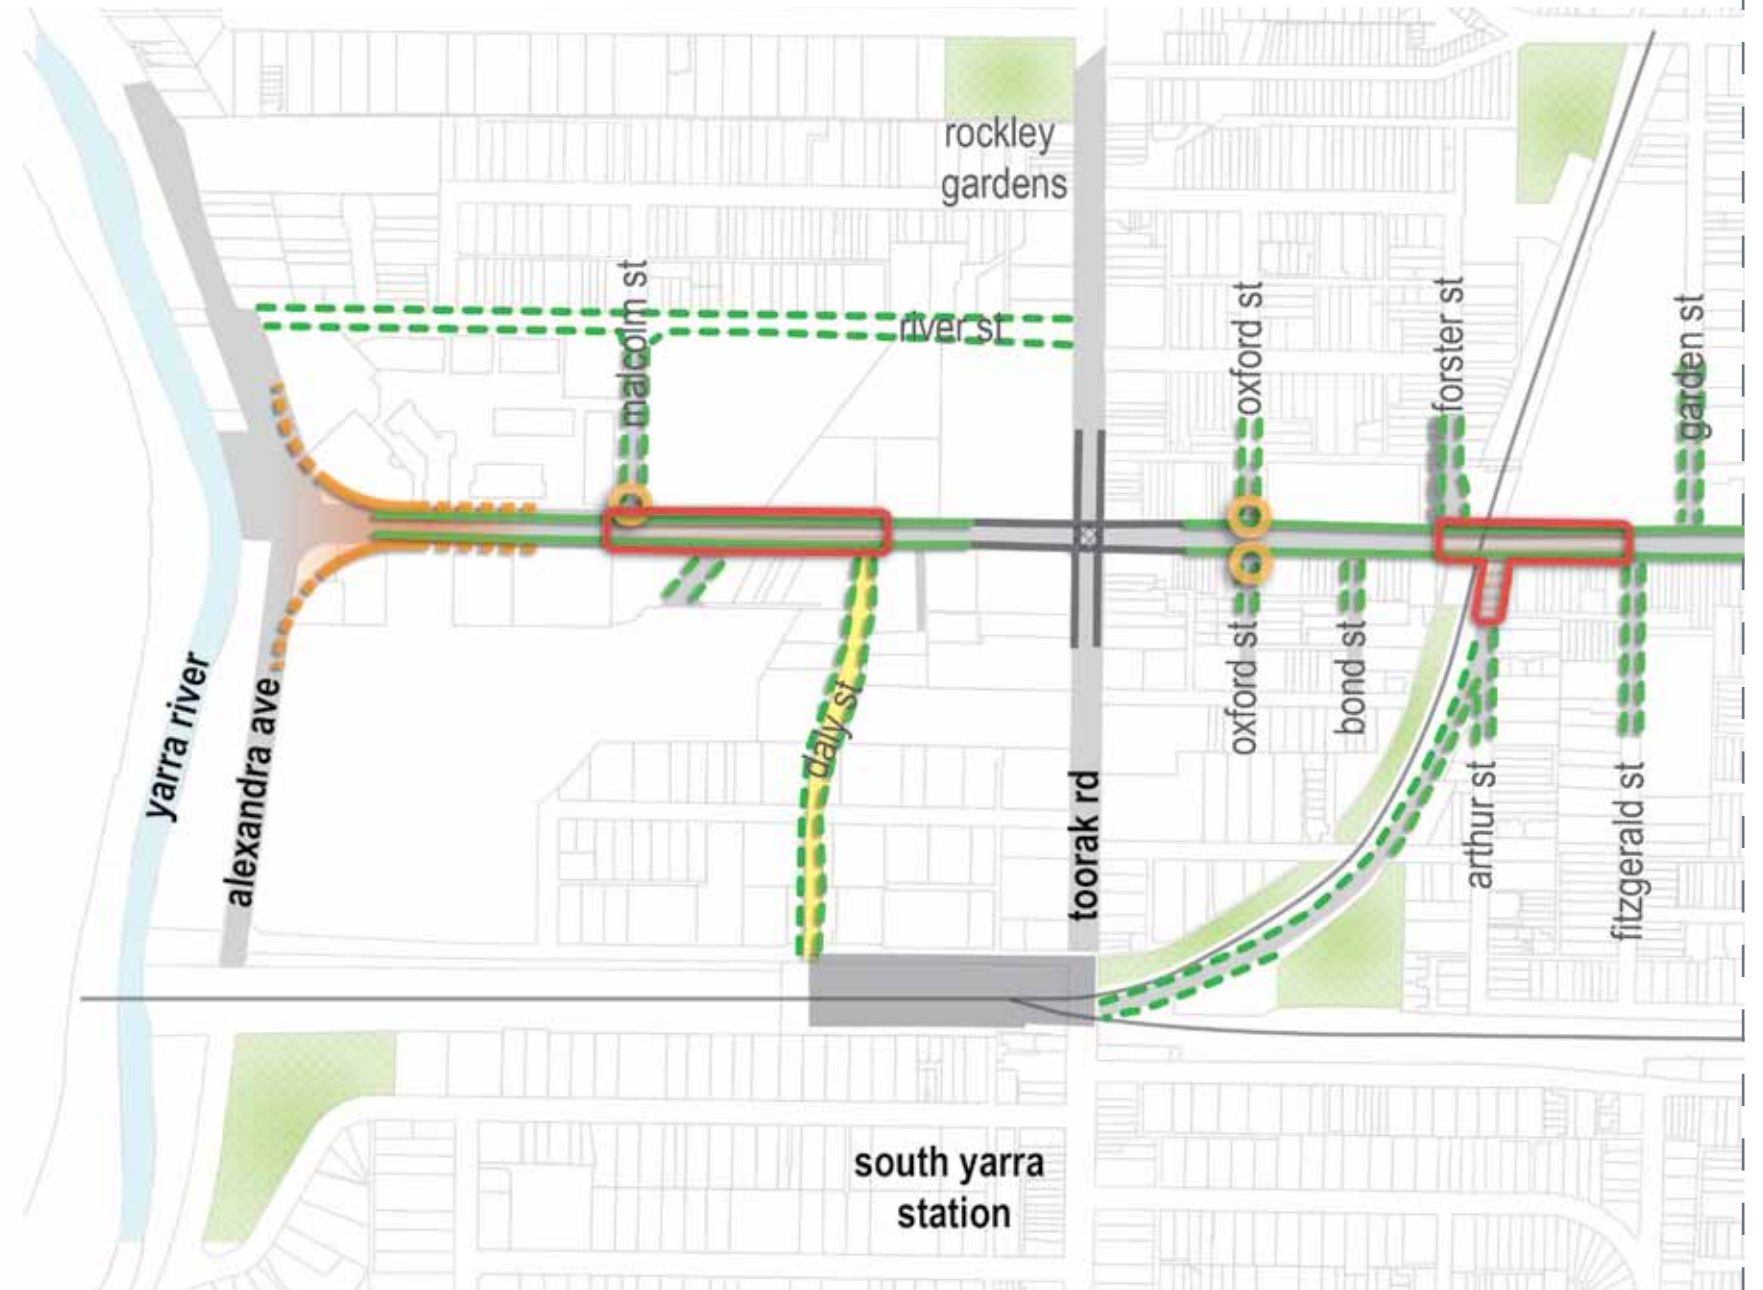 rockley
gardens
malcolm st
river st
oxford st
forster st
garden st
yarra river
alexandra ave
daly st
toorak rd
oxford st
bond st
arthur st
fitzgerald st
south yarra
station